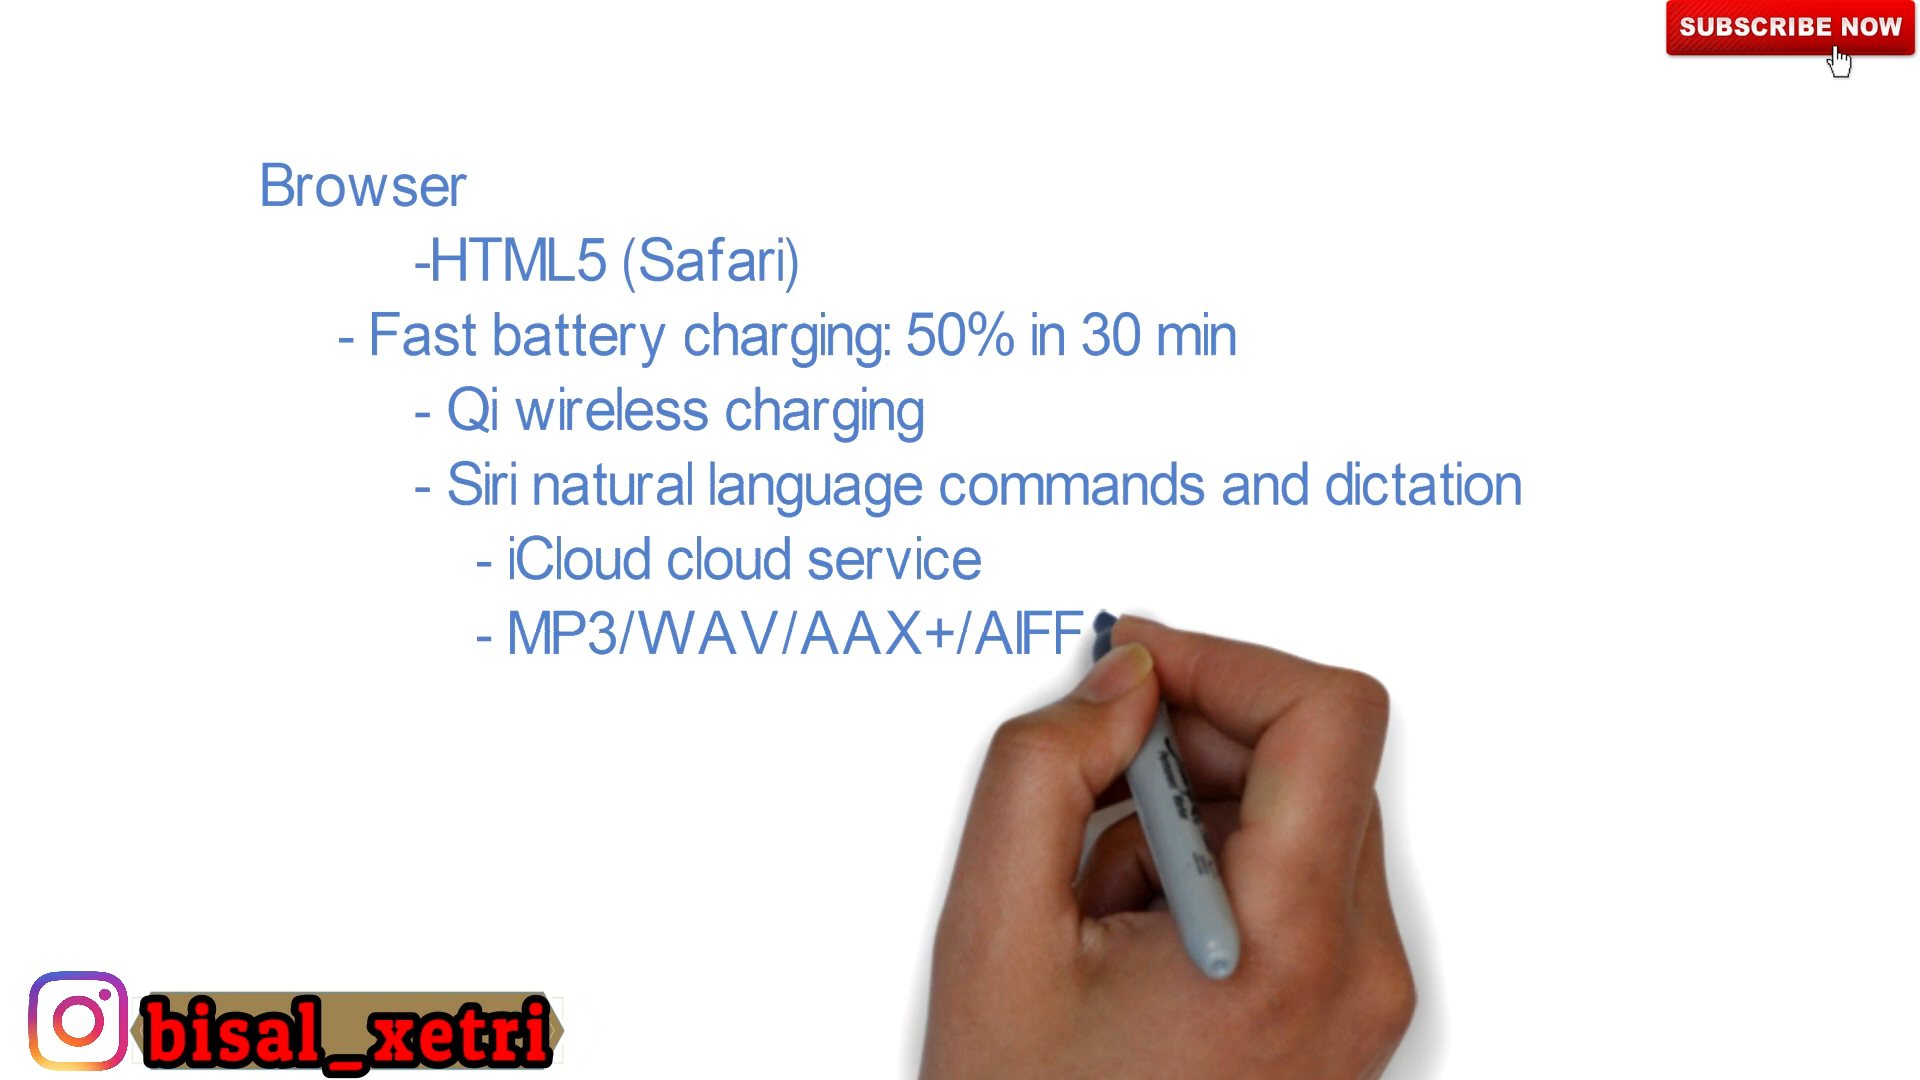 SUBSCRIBE NOW
Browser
-HTML5 (Safari)
- Fast battery charging: 50% in 30 min
- Qi wireless charging
- Siri natural language commands and dictation
- iCloud cloud service
- MP3/WAV/AAX+/AIFF
bisal_xetri